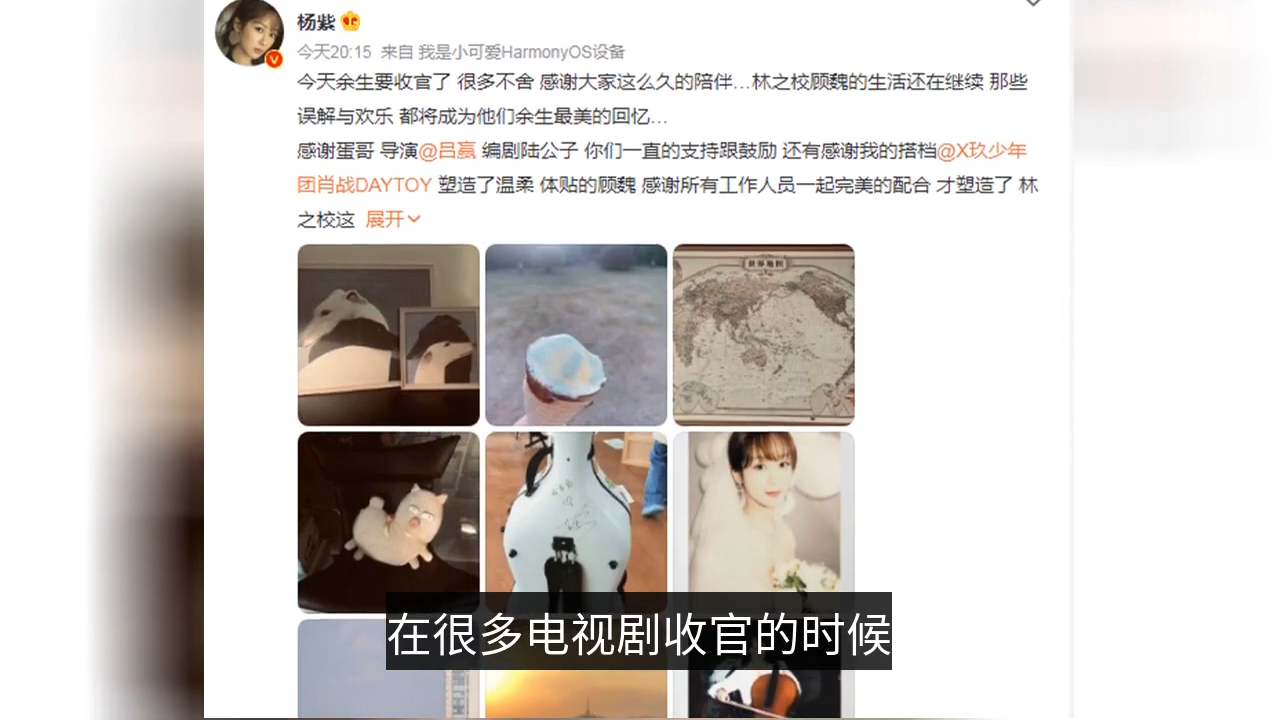 杨紫
今天20:15 来自 我是小可爱HarmonyOS设备
今天余生要收官了 很多不舍 感谢大家这么久的陪伴...林之校顾魏的生活还在继续 那些
误解与欢乐 都将成为他们余生最美的回忆...
感谢蛋哥 导演@吕赢 编剧陆公子 你们一直的支持跟鼓励 还有感谢我的搭档@X玖少年
团肖战DAYTOY 塑造了温柔 体贴的顾魏 感谢所有工作人员一起完美的配合 才塑造了 林
之校这 展开
世界地图
在很多电视剧收官的时候